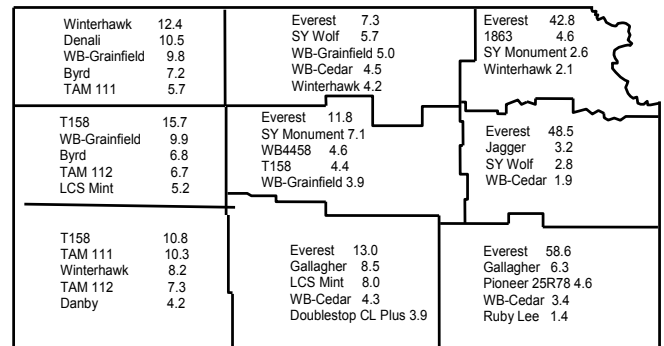 Winterhawk 12.4
Denali 10.5
WB-Grainfield 9.8
Byrd 7.2
TAM 111 5.7
Everest 7.3
SY Wolf 5.7
WB-Grainfield 5.0
WB-Cedar 4.5
Winterhawk 4.2
Everest 42.8
1863 4.6
SY Monument 2.6
Winterhawk 2.1
T158 15.7
WB-Grainfield 9.9
Byrd 6.8
TAM 112 6.7
LCS Mint 5.2
Everest 11.8
SY Monument 7.1
WB4458 4.6
T158 4.4
WB-Grainfield 3.9
Everest 48.5
Jagger 3.2
SY Wolf 2.8
WB-Cedar 1.9
T158 10.8
TAM 111 10.3
Winterhawk 8.2
TAM 112 7.3
Danby 4.2
Everest 13.0
Gallagher 8.5
LCS Mint 8.0
WB-Cedar 4.3
Doublestop CL Plus 3.9
Everest 58.6
Gallagher 6.3
Pioneer 25R78 4.6
WB-Cedar 3.4
Ruby Lee 1.4